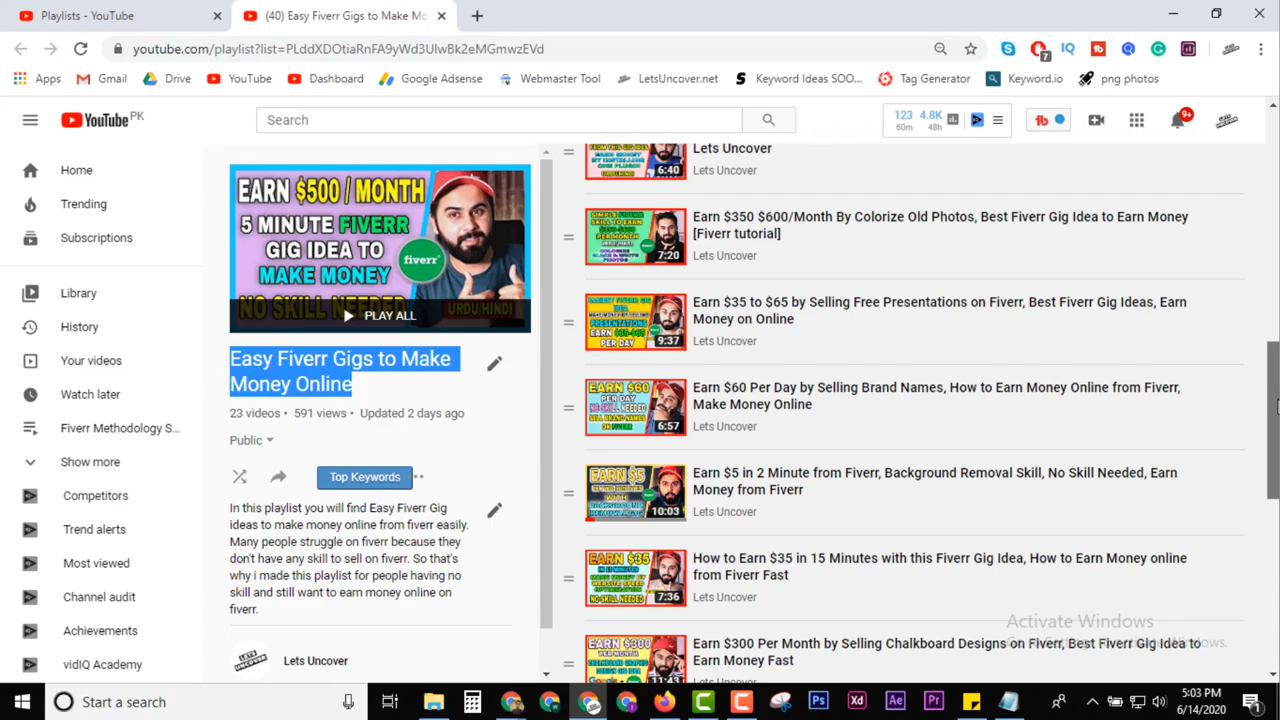 Playlists - YouTube
(40) Easy Fiverr Gigs to Make Mo
youtube.com/playlist?list=PLddXDOtiaRnFA9yWd3UIwBk2eMGmwzEVd
7
Apps
Gmail
Drive
YouTube
Dashboard
Google Adsense
Webmaster Tool
LetsUncover.net
Keyword Ideas SOO...
Tag Generator
Keyword.io
png photos
YouTube PK
Search
123 60m
4.8K 48h
9+
Home
Trending
Subscriptions
Library
History
Your videos
Watch later
Fiverr Methodology S...
Show more
Competitors
Trend alerts
Most viewed
Channel audit
Achievements
vidIQ Academy
EARN $500 / MONTH
5 MINUTE FIVERR
GIG IDEA TO
MAKE MONEY
NO SKILL NEEDED
URDU/HINDI
fiverr
PLAY ALL
Easy Fiverr Gigs to Make
Money Online
23 videos • 591 views • Updated 2 days ago
Public
Top Keywords
In this playlist you will find Easy Fiverr Gig
ideas to make money online from fiverr easily.
Many people struggle on fiverr because they
don't have any skill to sell on fiverr. So that's
why i made this playlist for people having no
skill and still want to earn money online on
fiverr.
Lets Uncover
6:40
Lets Uncover
Lets Uncover
7:20
Earn $350 $600/Month By Colorize Old Photos, Best Fiverr Gig Idea to Earn Money
[Fiverr tutorial]
Lets Uncover
9:37
Earn $35 to $65 by Selling Free Presentations on Fiverr, Best Fiverr Gig Ideas, Earn
Money on Online
Lets Uncover
EARN $60
PER DAY
6:57
Earn $60 Per Day by Selling Brand Names, How to Earn Money Online from Fiverr,
Make Money Online
Lets Uncover
EARN $5
10:03
Earn $5 in 2 Minute from Fiverr, Background Removal Skill, No Skill Needed, Earn
Money from Fiverr
Lets Uncover
EARN $35
7:36
How to Earn $35 in 15 Minutes with this Fiverr Gig Idea, How to Earn Money online
from Fiverr Fast
Lets Uncover
EARN $300
11:43
Earn $300 Per Month by Selling Chalkboard Designs on Fiverr, Best Fiverr Gig Idea to
Earn Money Fast
Activate Windows
Start a search
5:03 PM
6/14/2020